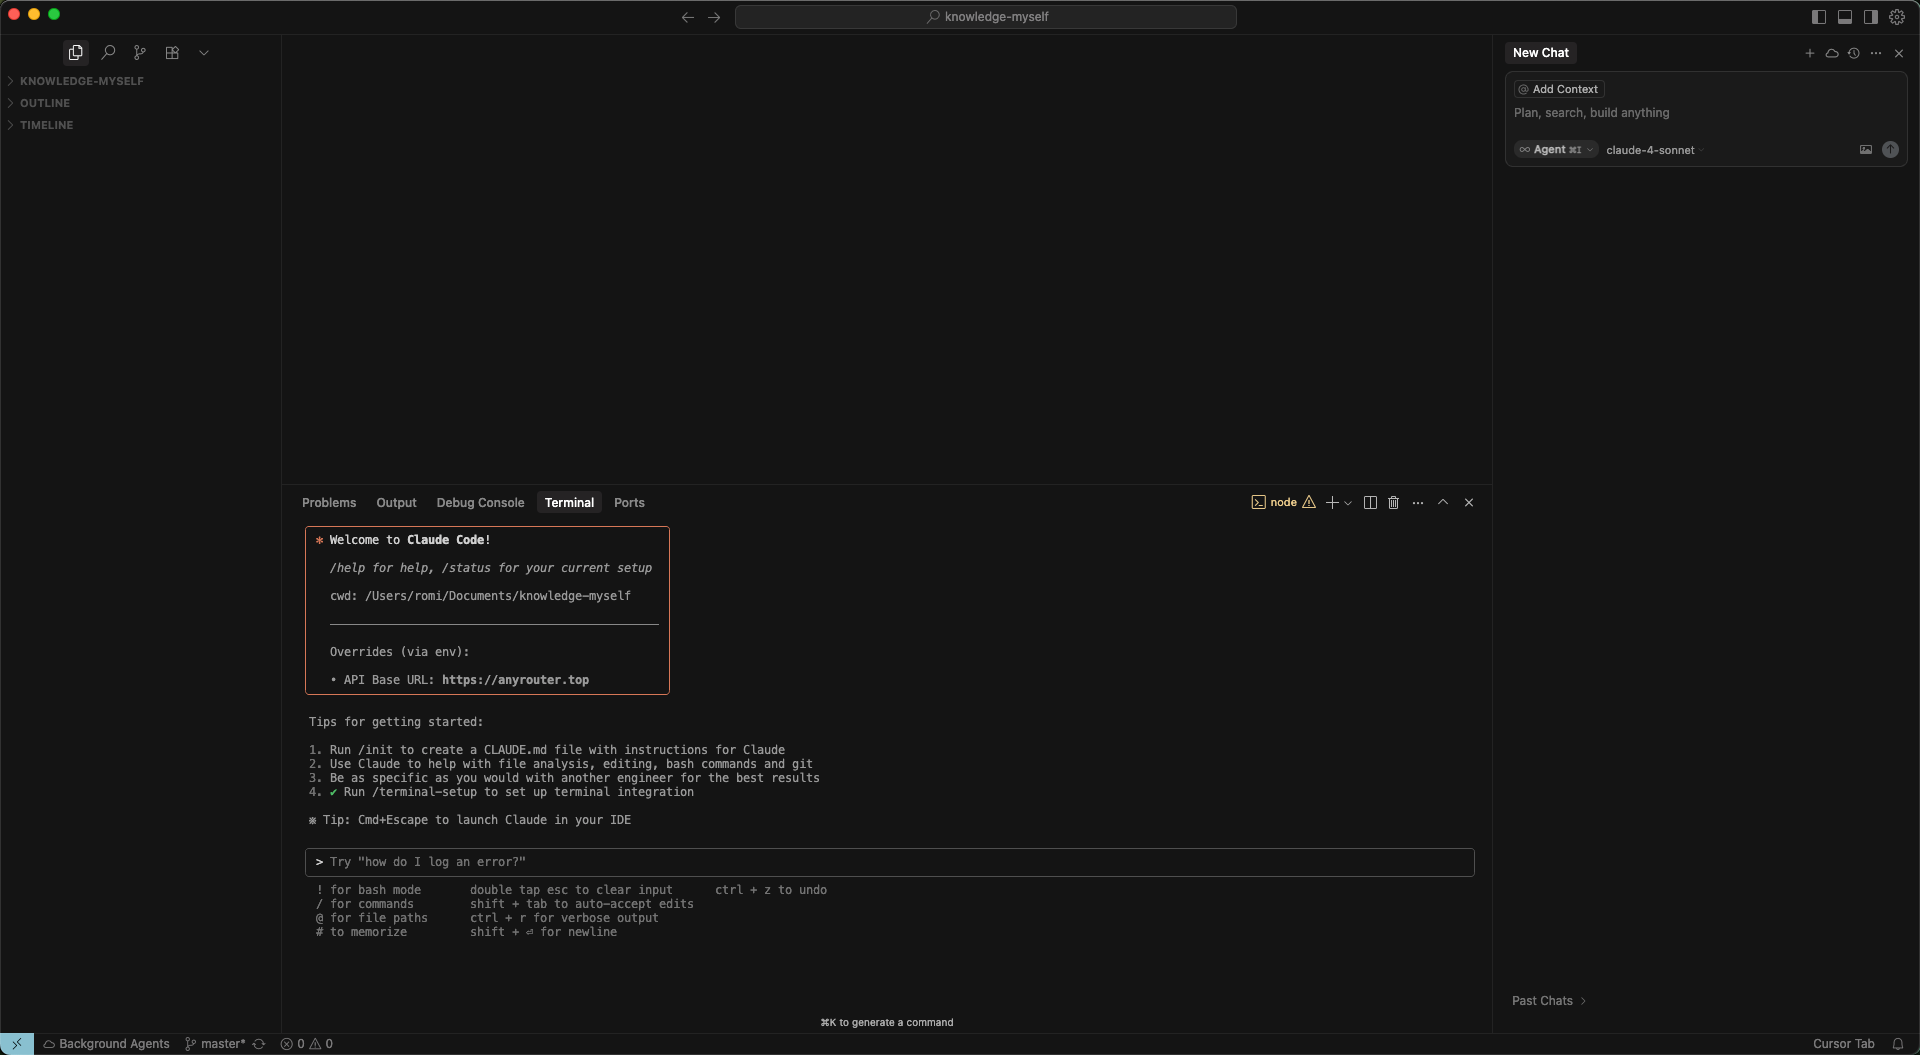 knowledge-myself
KNOWLEDGE-MYSELF
OUTLINE
TIMELINE
Problems Output Debug Console Terminal Ports
node
* Welcome to Claude Code!
/help for help, /status for your current setup
cwd: /Users/romi/Documents/knowledge-myself
Overrides (via env):
• API Base URL: https://anyrouter.top
Tips for getting started:
1. Run /init to create a CLAUDE.md file with instructions for Claude
2. Use Claude to help with file analysis, editing, bash commands and git
3. Be as specific as you would with another engineer for the best results
4. ✔ Run /terminal-setup to set up terminal integration
※ Tip: Cmd+Escape to launch Claude in your IDE
> Try "how do I log an error?"
! for bash mode double tap esc to clear input ctrl + z to undo
/ for commands shift + tab to auto-accept edits
@ for file paths ctrl + r for verbose output
# to memorize shift + ⏎ for newline
⌘K to generate a command
New Chat
@ Add Context
Plan, search, build anything
∞ Agent ⌘I claude-4-sonnet
Past Chats
Background Agents master* 0 0
Cursor Tab